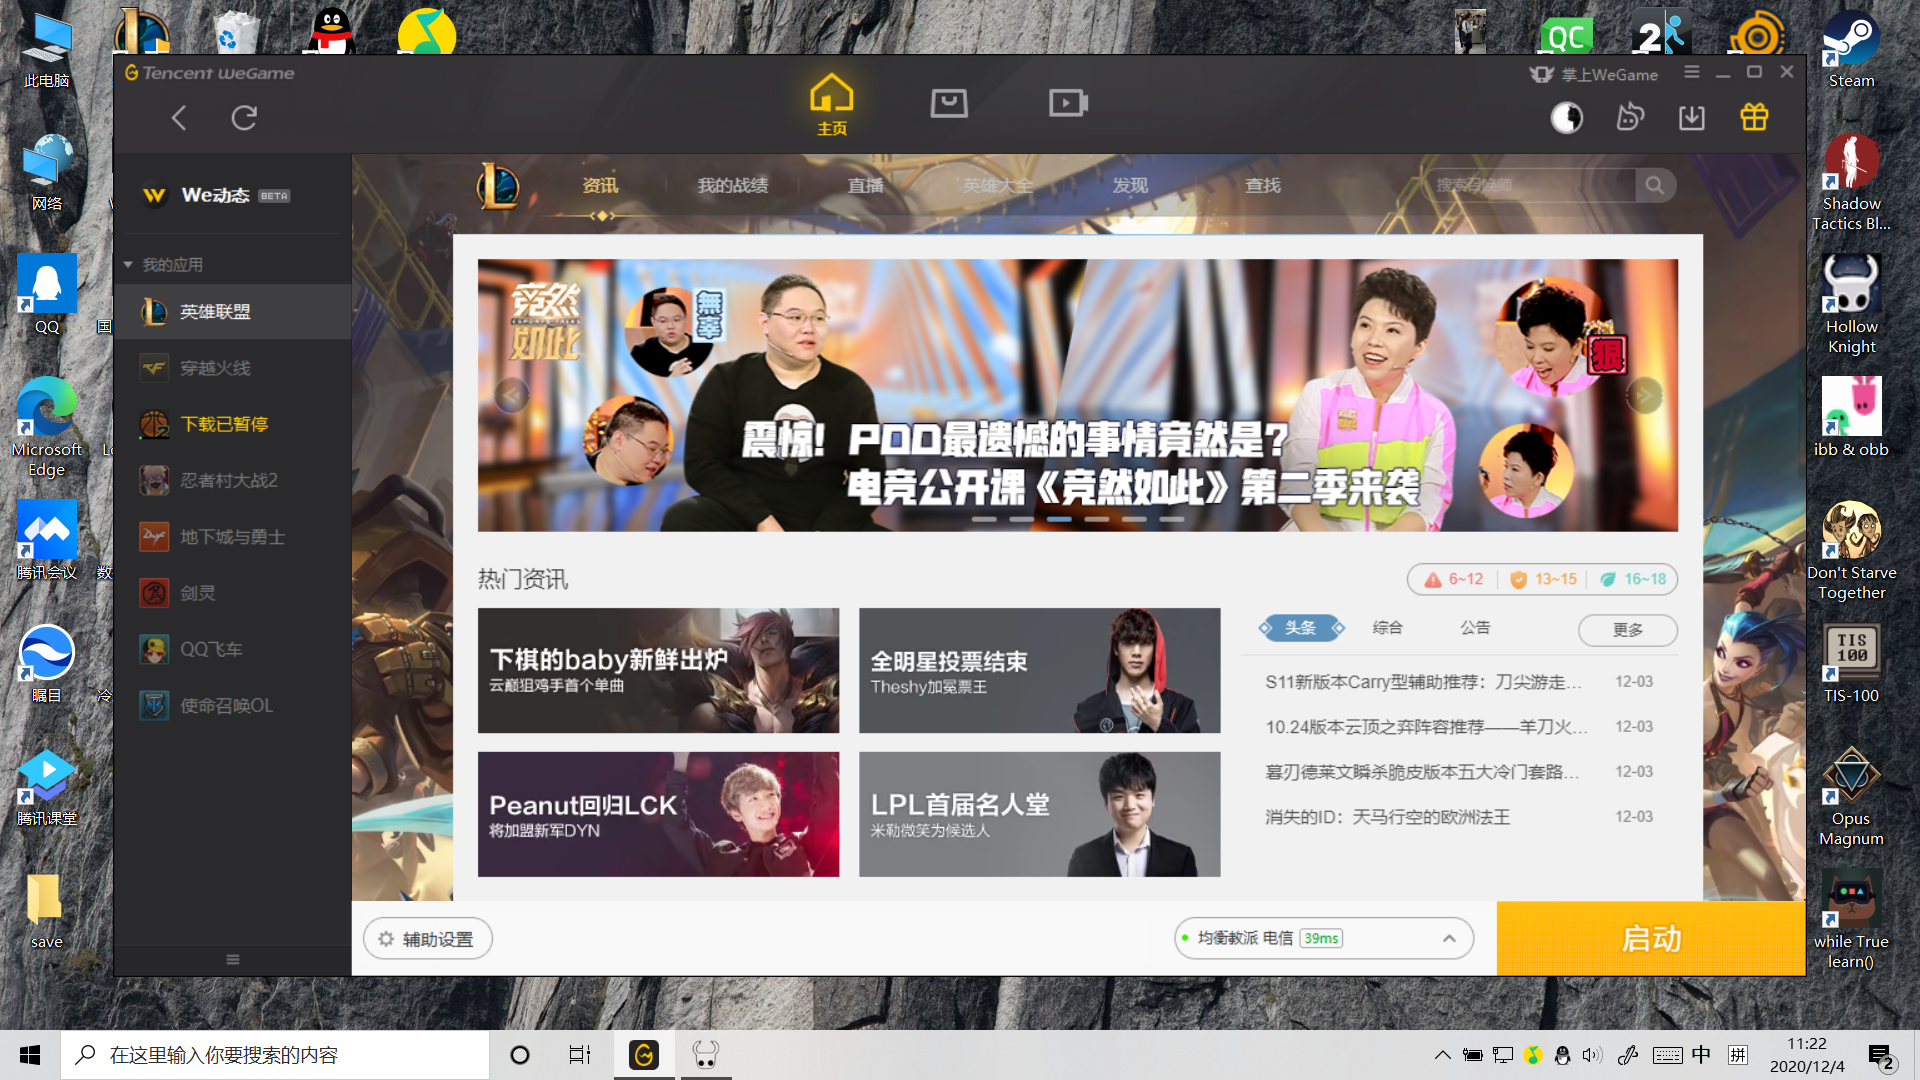 此电脑
网络
QQ
国
Microsoft
Edge
腾讯会议
数
瞩目
冷
腾讯课堂
save
QC
2
Steam
Shadow
Tactics Bl...
Hollow
Knight
ibb & obb
Don't Starve
Together
TIS
100
TIS-100
Opus
Magnum
while True
learn()
Tencent WeGame
主页
掌上WeGame
We动态 BETA
我的应用
英雄联盟
穿越火线
下载已暂停
忍者村大战2
地下城与勇士
剑灵
QQ飞车
使命召唤OL
资讯
我的战绩
直播
英雄大全
发现
查找
搜索召唤师
竞然
如此
無辜
狠
震惊！PDD最遗憾的事情竟然是？
电竞公开课《竞然如此》第二季来袭
热门资讯
6~12
13~15
16~18
下棋的baby新鲜出炉
云巅狙鸡手首个单曲
全明星投票结束
Theshy加冕票王
Peanut回归LCK
将加盟新军DYN
LPL首届名人堂
米勒微笑为候选人
头条
综合
公告
更多
S11新版本Carry型辅助推荐：刀尖游走... 12-03
10.24版本云顶之弈阵容推荐——羊刀火... 12-03
暮刃德莱文瞬杀脆皮版本五大冷门套路... 12-03
消失的ID：天马行空的欧洲法王 12-03
辅助设置
均衡教派 电信 39ms
启动
在这里输入你要搜索的内容
中
拼
11:22
2020/12/4
2